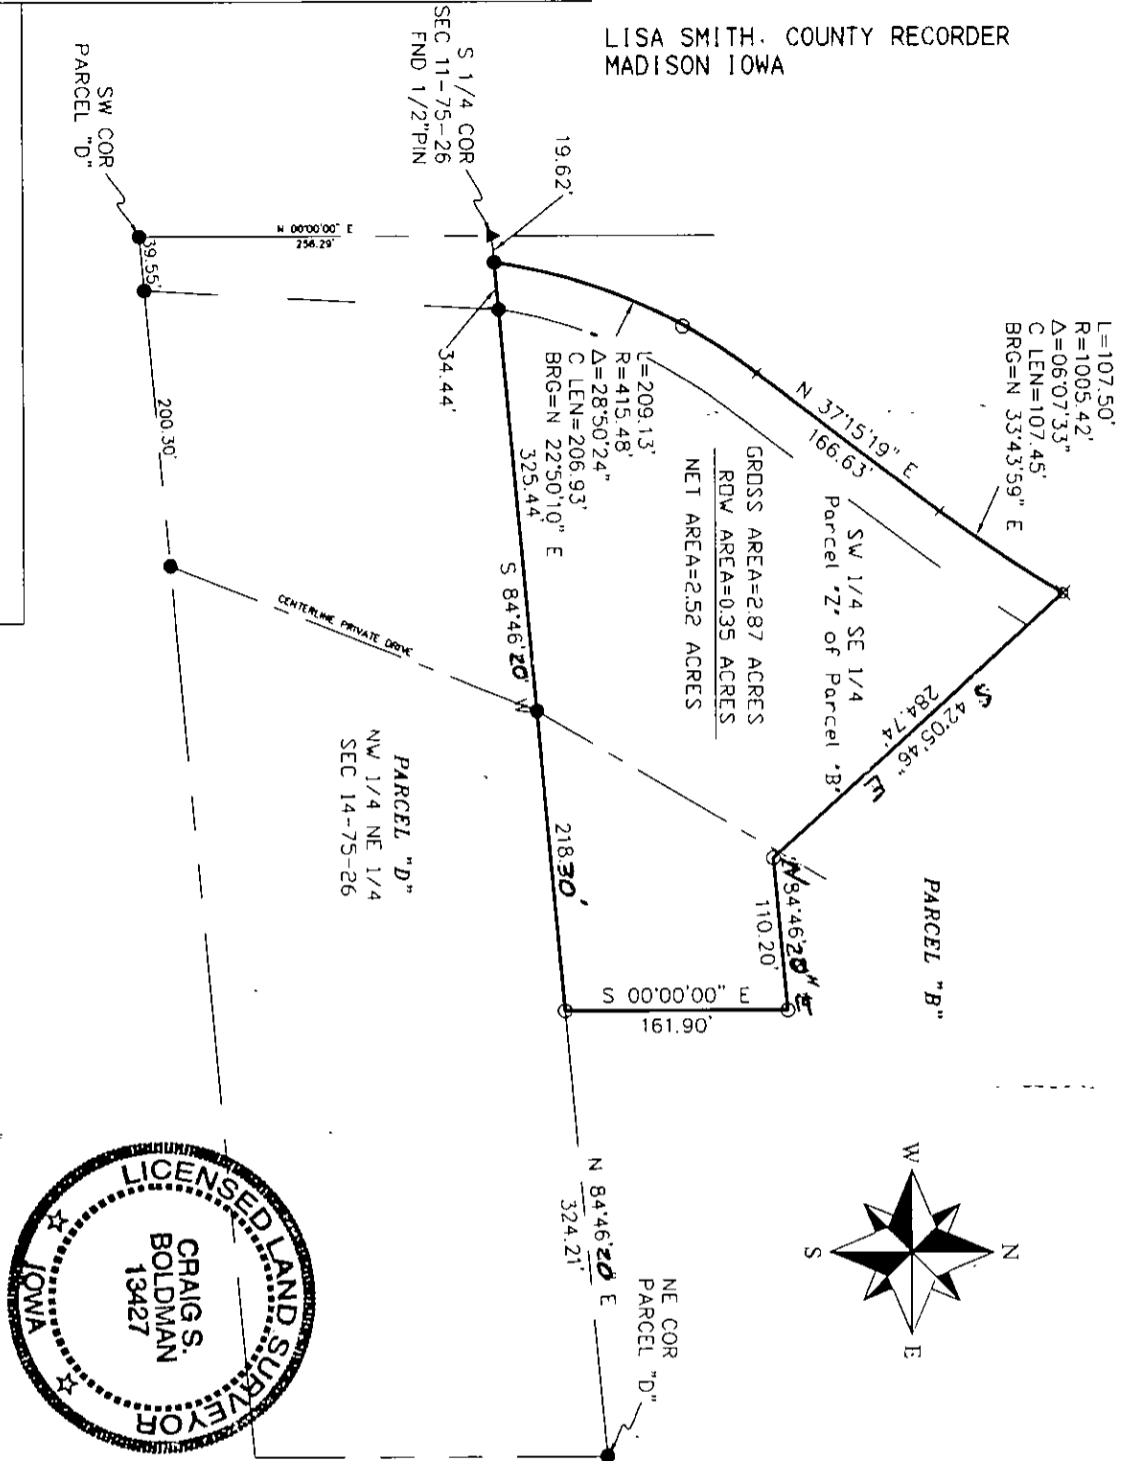 LISA SMITH. COUNTY RECORDER
MADISON IOWA
L=107.50'
R=1005.42'
Δ=06°07'33"
C LEN=107.45'
BRG=N 33°43'59" E
N 37°15'19" E
166.63'
S 42°05'46" E
284.74'
PARCEL "B"
N 84°46'20" E
110.20'
S 00°00'00" E
161.90'
SW 1/4 SE 1/4
Parcel "Z" of Parcel "B"
GROSS AREA=2.87 ACRES
ROW AREA=0.35 ACRES
NET AREA=2.52 ACRES
L=209.13'
R=415.48'
Δ=28°50'24"
C LEN=206.93'
BRG=N 22°50'10" E
19.62'
S 1/4 COR
SEC 11-75-26
FND 1/2"PIN
34.44'
325.44'
S 84°46'20" W
218.30'
N 84°46'20" E
324.21'
NE COR
PARCEL "D"
N 00°00'00" E
256.29'
SW COR
PARCEL "D"
39.55'
200.30'
CENTERLINE PRIVATE DRIVE
PARCEL "D"
NW 1/4 NE 1/4
SEC 14-75-26
N
W
E
S
LICENSED LAND SURVEYOR
CRAIG S.
BOLDMAN
13427
IOWA